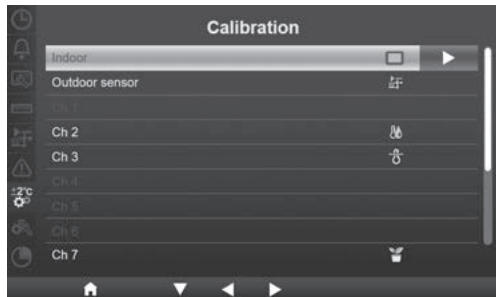 Calibration
Indoor
Outdoor sensor
Ch 1
Ch 2
Ch 3
Ch 4
Ch 5
±2°C
Ch 6
Ch 7